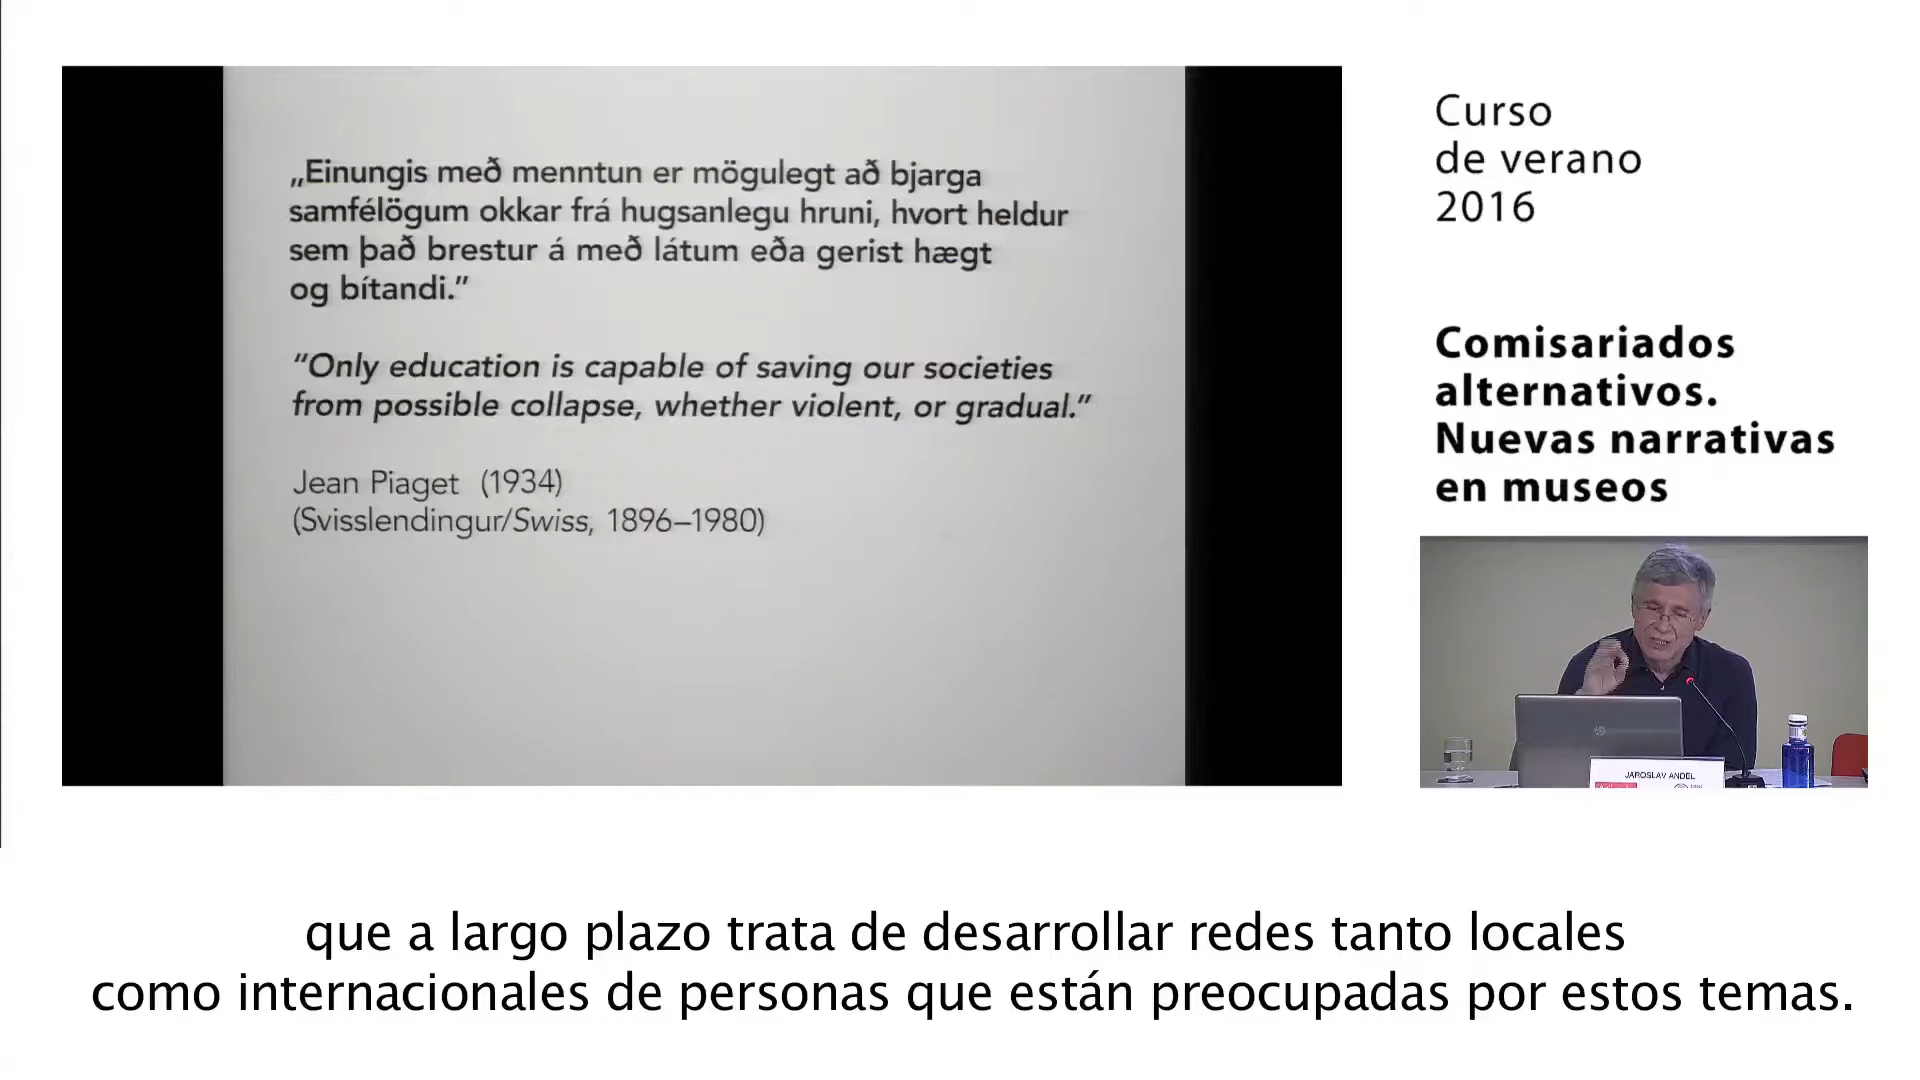 „Einungis með menntun er mögulegt að bjarga
samfélögum okkar frá hugsanlegu hruni, hvort heldur
sem það brestur á með látum eða gerist hægt
og bítandi.”
“Only education is capable of saving our societies
from possible collapse, whether violent, or gradual.”
Jean Piaget (1934)
(Svisslendingur/Swiss, 1896–1980)
Curso
de verano
2016
Comisariados
alternativos.
Nuevas narrativas
en museos
JAROSLAV ANDEL
que a largo plazo trata de desarrollar redes tanto locales
como internacionales de personas que están preocupadas por estos temas.